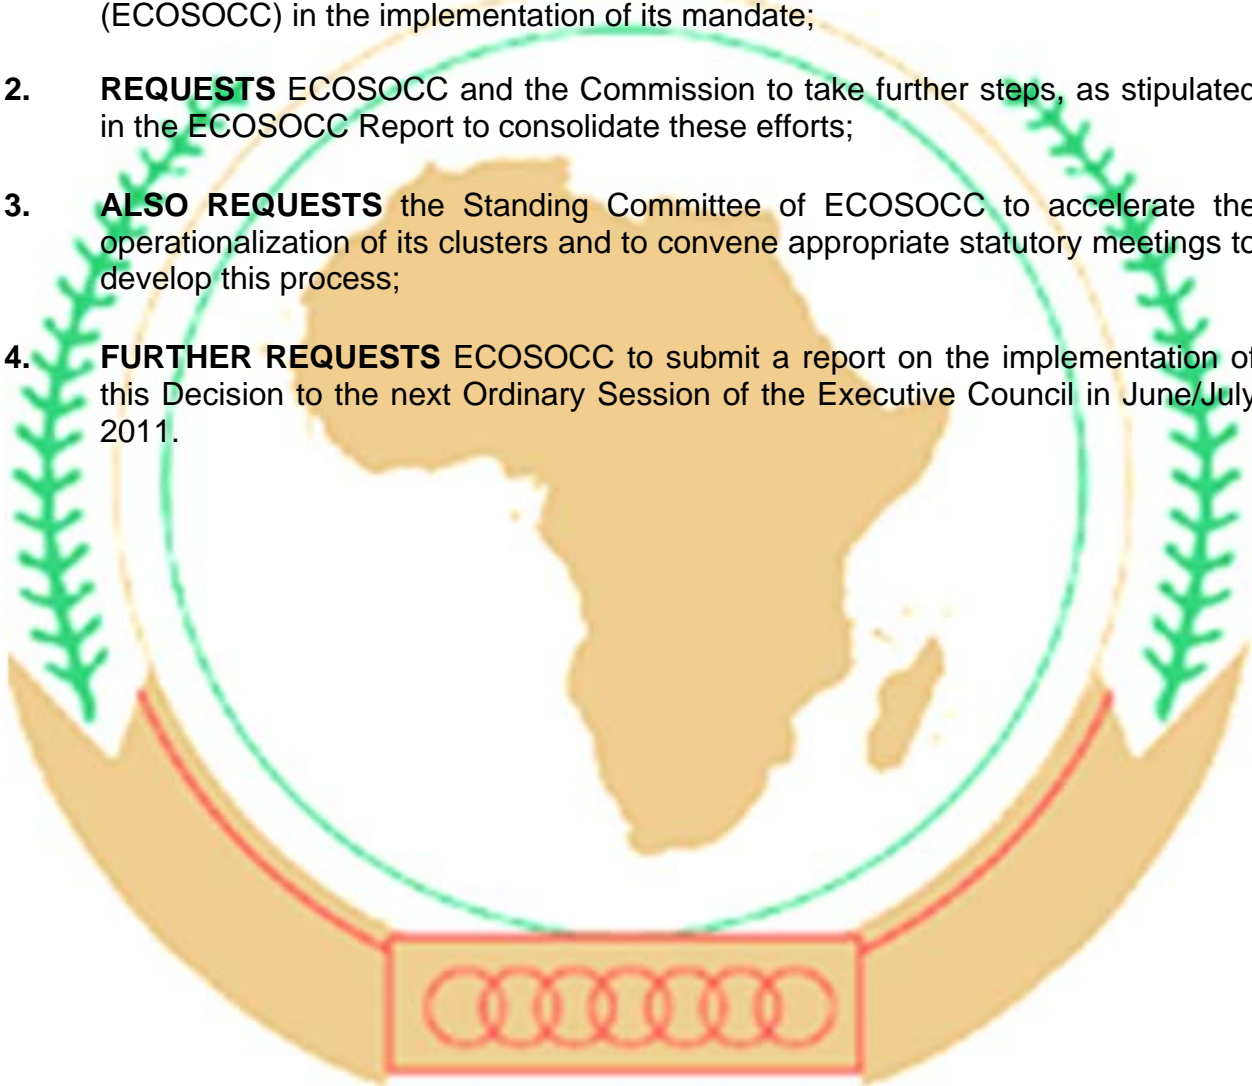 (ECOSOCC) in the implementation of its mandate;
2. REQUESTS ECOSOCC and the Commission to take further steps, as stipulated
in the ECOSOCC Report to consolidate these efforts;
3. ALSO REQUESTS the Standing Committee of ECOSOCC to accelerate the
operationalization of its clusters and to convene appropriate statutory meetings to
develop this process;
4. FURTHER REQUESTS ECOSOCC to submit a report on the implementation of
this Decision to the next Ordinary Session of the Executive Council in June/July
2011.